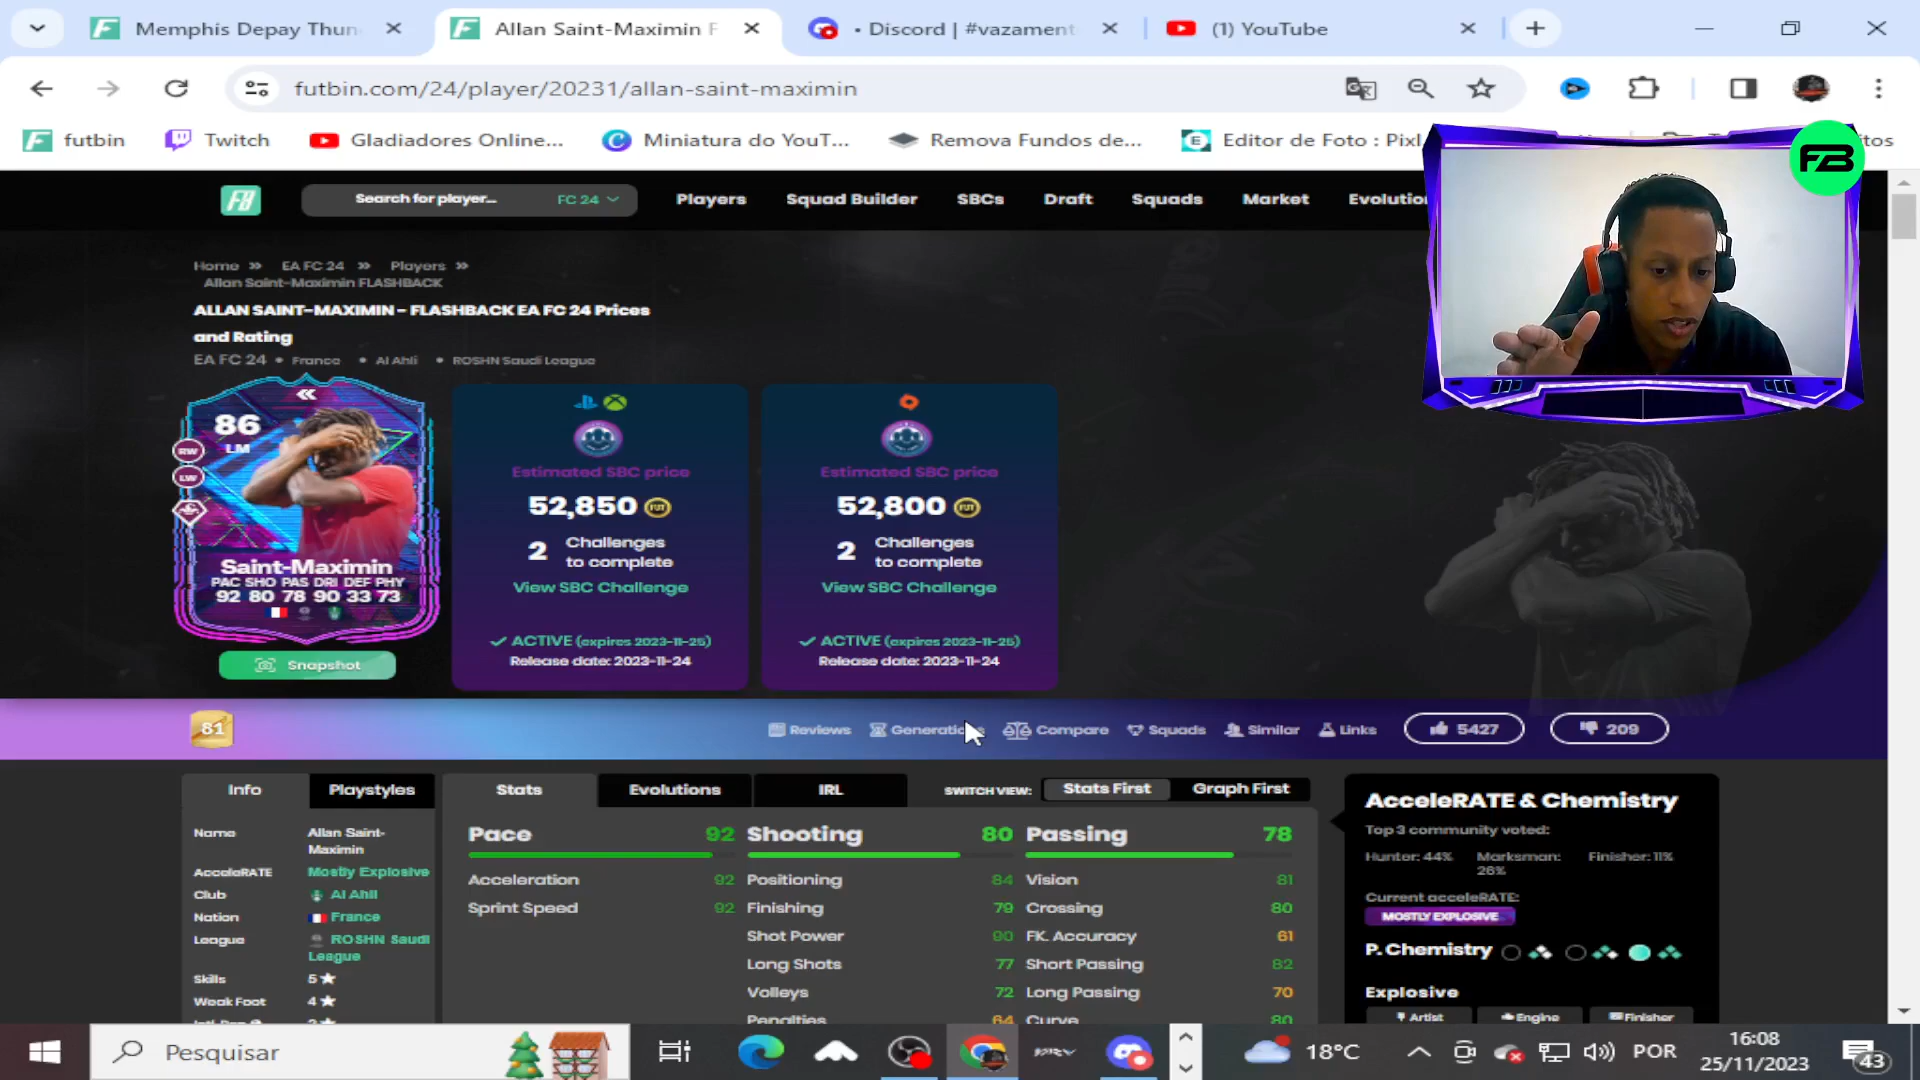 Memphis Depay Thun
Allan Saint-Maximin F
• Discord | #vazament
(1) YouTube
futbin.com/24/player/20231/allan-saint-maximin
futbin
Twitch
Gladiadores Online...
Miniatura do YouT...
Remova Fundos de...
Editor de Foto : Pixl
itos
Search for player...
FC 24
Players
Squad Builder
SBCs
Draft
Squads
Market
Evolution
Home » EA FC 24 » Players »
Allan Saint-Maximin FLASHBACK
ALLAN SAINT-MAXIMIN - FLASHBACK EA FC 24 Prices
and Rating
EA FC 24 • France • Al Ahli • ROSHN Saudi League
86
LM
RW
LW
Saint-Maximin
PAC SHO PAS DRI DEF PHY
92 80 78 90 33 73
Snapshot
Estimated SBC price
52,850
2 Challenges
to complete
View SBC Challenge
ACTIVE (expires 2023-11-25)
Release date: 2023-11-24
Estimated SBC price
52,800
2 Challenges
to complete
View SBC Challenge
ACTIVE (expires 2023-11-25)
Release date: 2023-11-24
81
Reviews
Generations
Compare
Squads
Similar
Links
5427
209
Info
Playstyles
Stats
Evolutions
IRL
SWITCH VIEW:
Stats First
Graph First
Name Allan Saint-
Maximin
AcceleRATE Mostly Explosive
Club Al Ahli
Nation France
League ROSHN Saudi
League
Skills 5
Weak Foot 4
Pace 92
Acceleration 92
Sprint Speed 92
Shooting 80
Positioning 84
Finishing 79
Shot Power 90
Long Shots 77
Volleys 72
Penalties 64
Passing 78
Vision 81
Crossing 80
FK. Accuracy 61
Short Passing 82
Long Passing 70
Curve 80
AcceleRATE & Chemistry
Top 3 community voted:
Hunter: 44%
Marksman:
26%
Finisher: 11%
Current acceleRATE:
MOSTLY EXPLOSIVE
P. Chemistry
Explosive
Artist
Engine
Finisher
Pesquisar
18°C
POR
16:08
25/11/2023
43